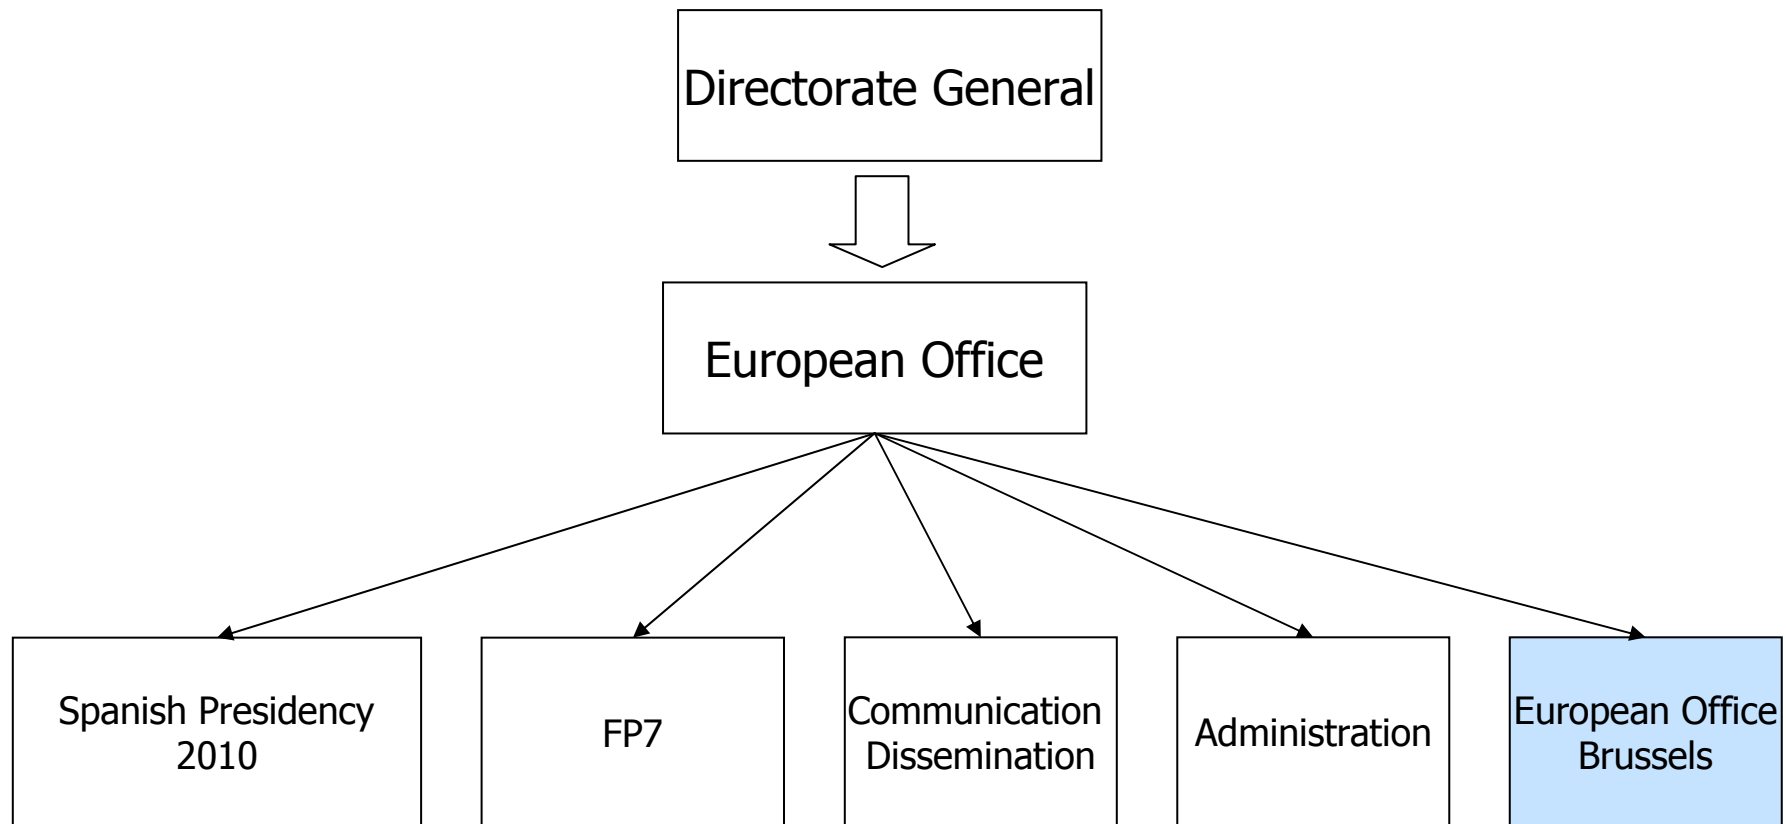 Directorate General
European Office
Spanish Presidency
2010
FP7
Communication
Dissemination
Administration
European Office
Brussels